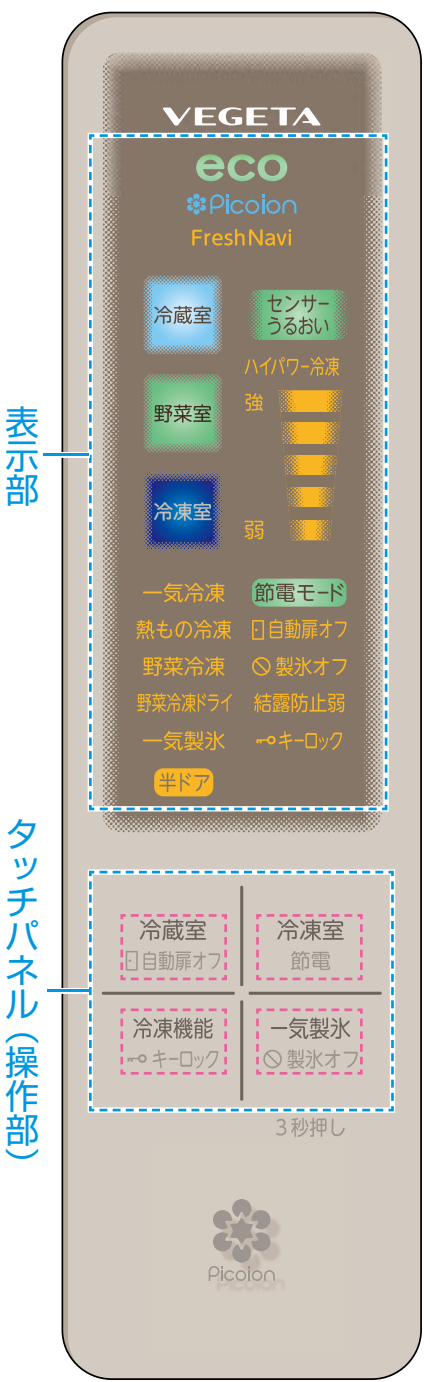 VEGETA
eco
Picoion
FreshNavi
冷蔵室
センサー
うるおい
ハイパワー冷凍
野菜室
強
冷凍室
弱
一気冷凍
節電モード
熱もの冷凍
自動扉オフ
野菜冷凍
製氷オフ
野菜冷凍ドライ
結露防止弱
一気製氷
キーロック
半ドア
表示部
タッチパネル(操作部)
冷蔵室
自動扉オフ
冷凍室
節電
冷凍機能
キーロック
一気製氷
製氷オフ
3秒押し
Picoion